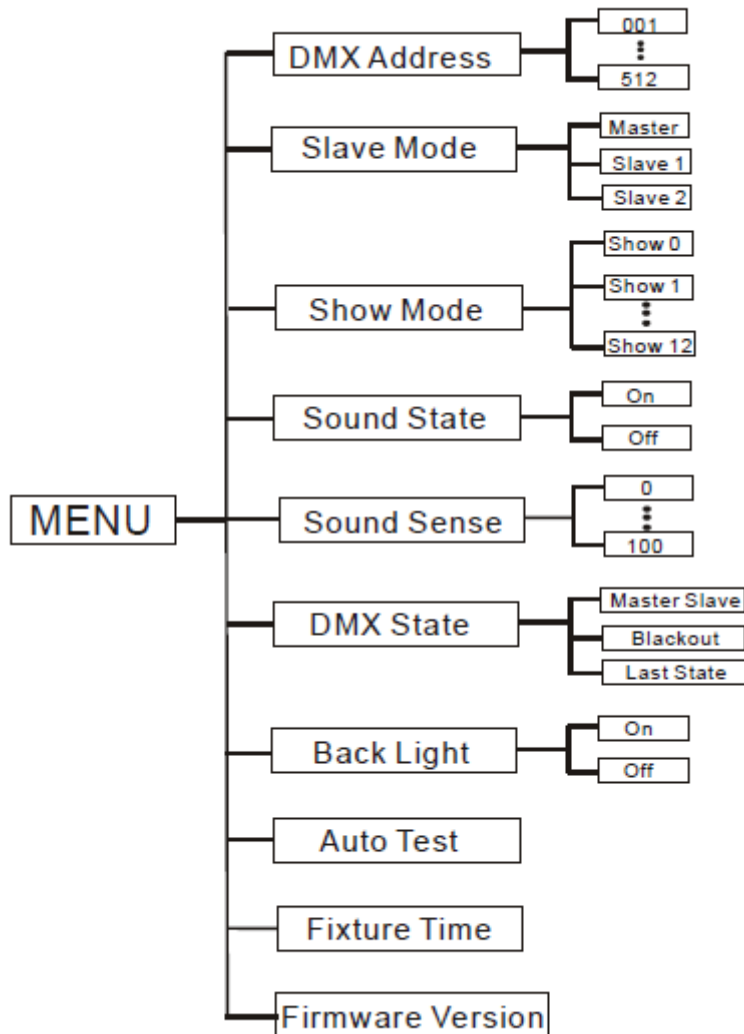 MENU
DMX Address
001
512
Slave Mode
Master
Slave 1
Slave 2
Show Mode
Show 0
Show 1
Show 12
Sound State
On
Off
Sound Sense
0
100
DMX State
Master Slave
Blackout
Last State
Back Light
On
Off
Auto Test
Fixture Time
Firmware Version